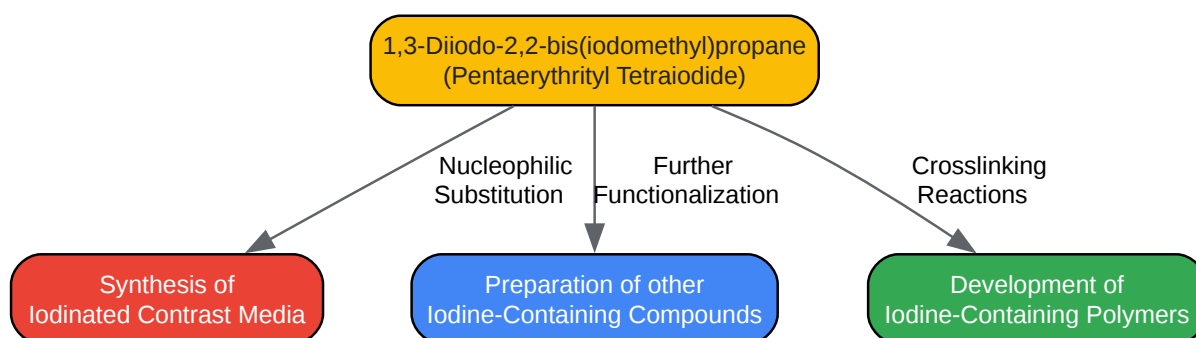 1,3-Diiodo-2,2-bis(iodomethyl)propane
(Pentaerythrityl Tetraiodide)
Nucleophilic
Substitution
Further
Functionalization
Crosslinking
Reactions
Synthesis of
Iodinated Contrast Media
Preparation of other
Iodine-Containing Compounds
Development of
Iodine-Containing Polymers